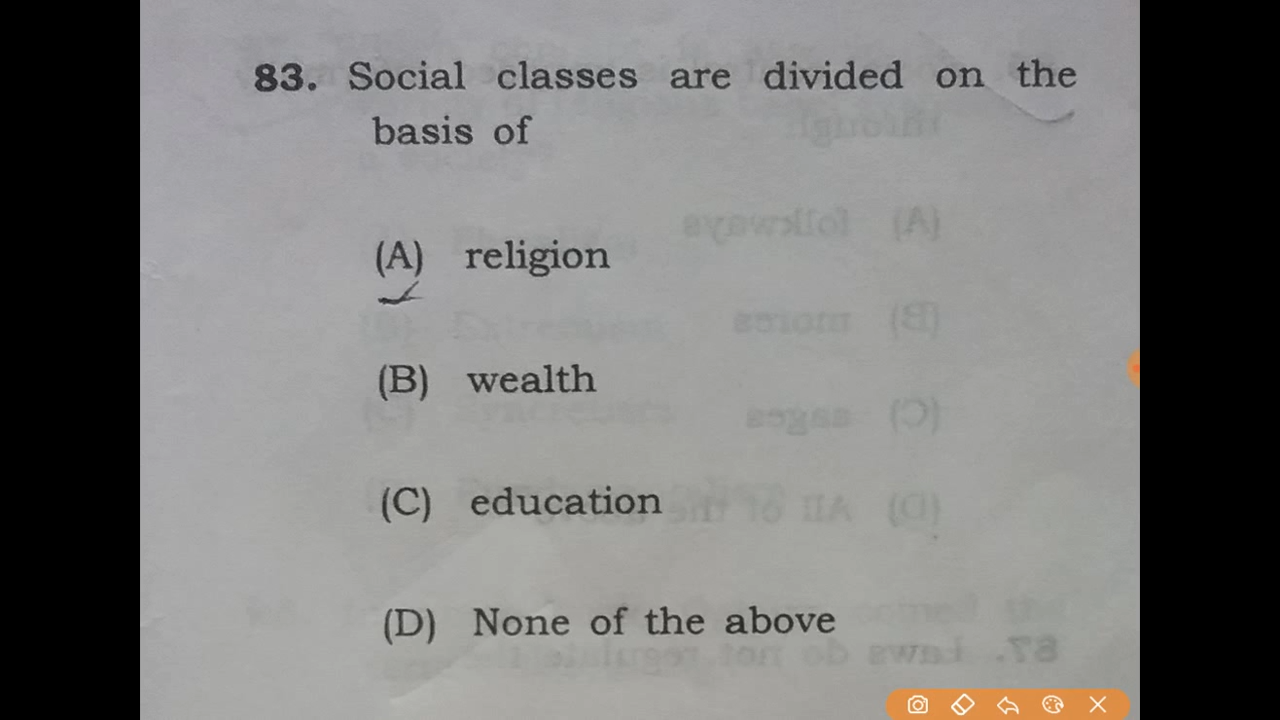 83. Social classes are divided on the
basis of
(A) religion
(B) wealth
(C) education
(D) None of the above